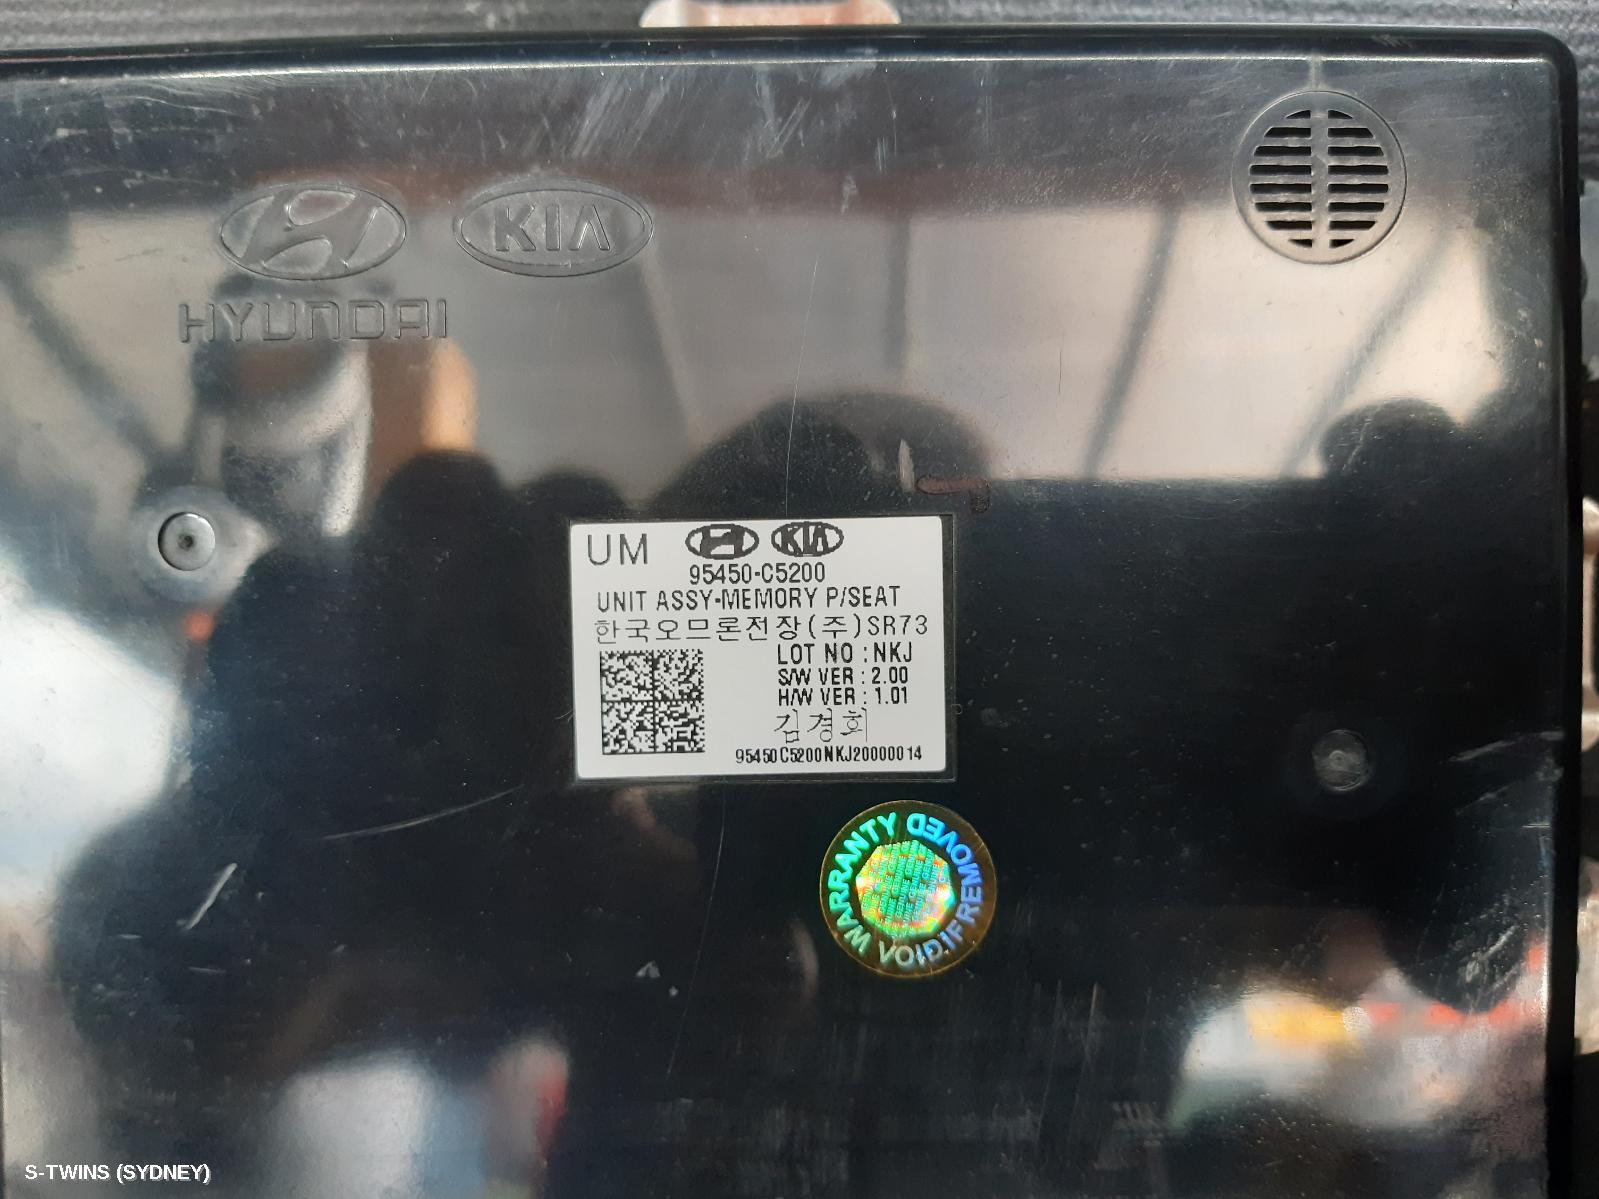 KIA
HYUNDAI
UM KIA
95450-C5200
UNIT ASSY-MEMORY P/SEAT
한국오므론전장(주)SR73
LOT NO : NKJ
S/W VER : 2.00
H/W VER : 1.01
김경회
95450C5200NKJ20000014
WARRANTY VOID IF REMOVED
S-TWINS (SYDNEY)